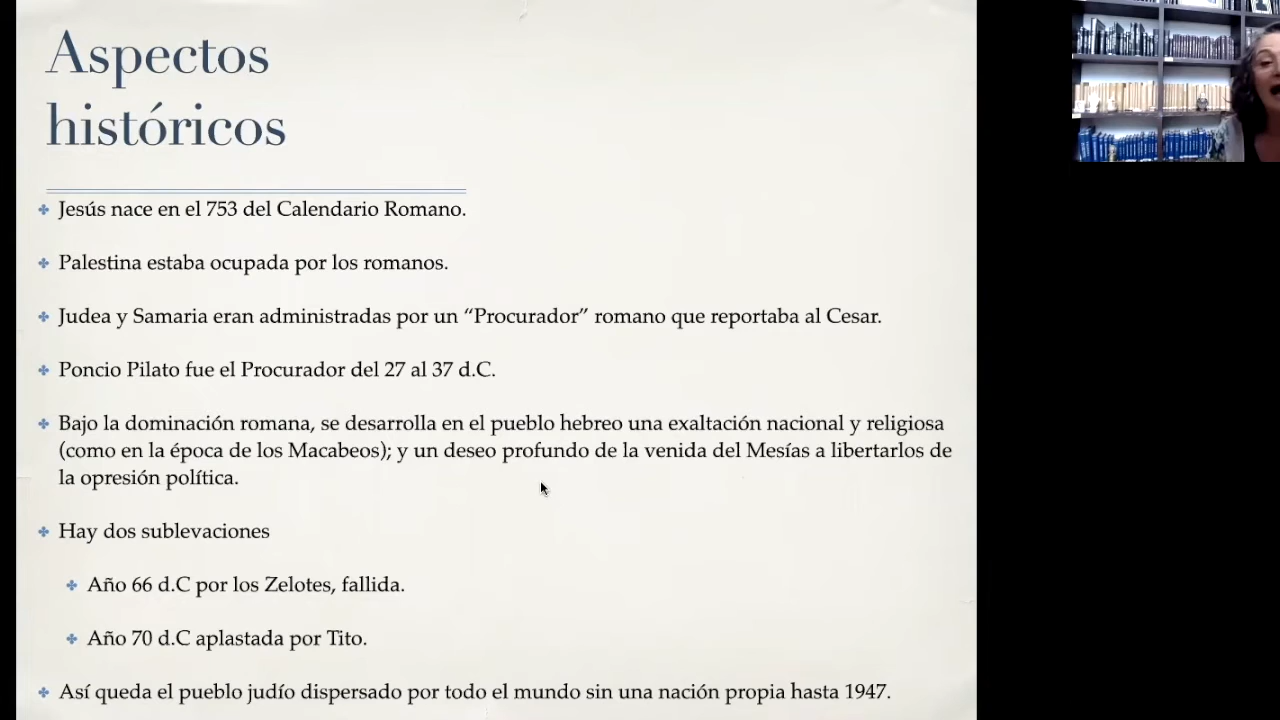 Aspectos
históricos
Jesús nace en el 753 del Calendario Romano.
Palestina estaba ocupada por los romanos.
Judea y Samaria eran administradas por un “Procurador” romano que reportaba al Cesar.
Poncio Pilato fue el Procurador del 27 al 37 d.C.
Bajo la dominación romana, se desarrolla en el pueblo hebreo una exaltación nacional y religiosa
(como en la época de los Macabeos); y un deseo profundo de la venida del Mesías a libertarlos de
la opresión política.
Hay dos sublevaciones
Año 66 d.C por los Zelotes, fallida.
Año 70 d.C aplastada por Tito.
Así queda el pueblo judío dispersado por todo el mundo sin una nación propia hasta 1947.